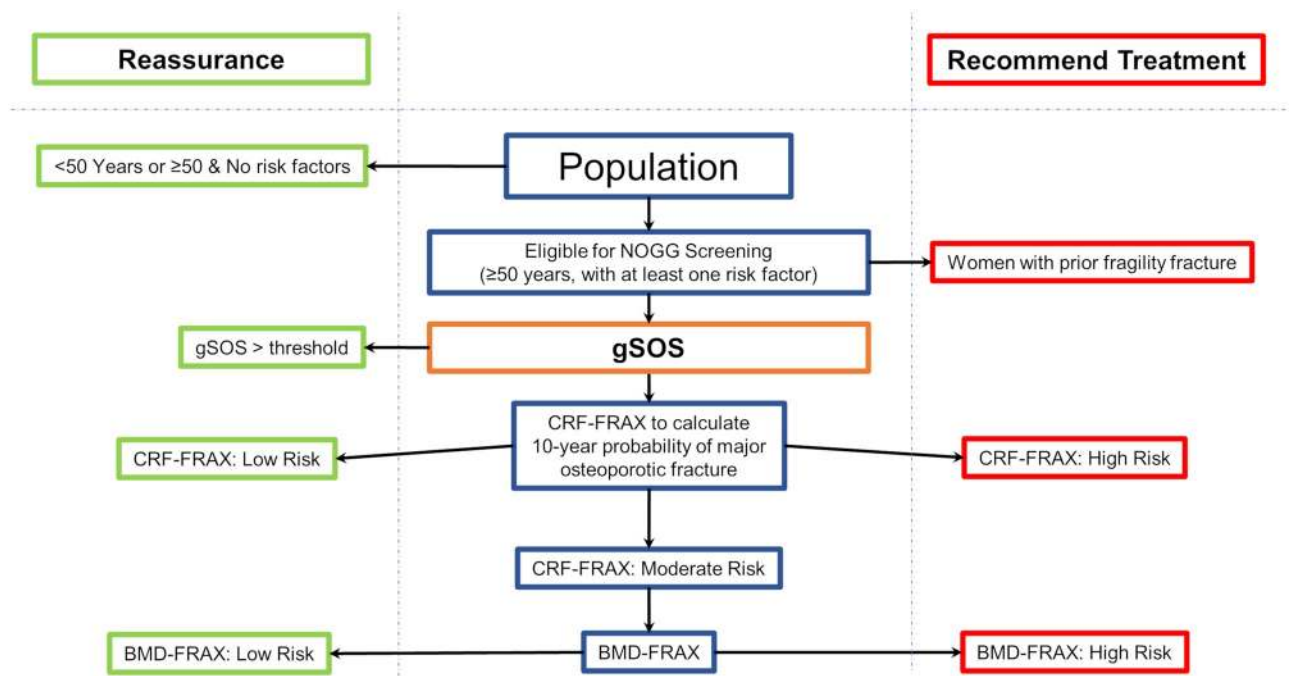 Reassurance
Recommend Treatment
<50 Years or ≥50 & No risk factors
Population
Eligible for NOGG Screening
(≥50 years, with at least one risk factor)
Women with prior fragility fracture
gSOS > threshold
gSOS
CRF-FRAX: Low Risk
CRF-FRAX to calculate
10-year probability of major
osteoporotic fracture
CRF-FRAX: High Risk
CRF-FRAX: Moderate Risk
BMD-FRAX: Low Risk
BMD-FRAX
BMD-FRAX: High Risk